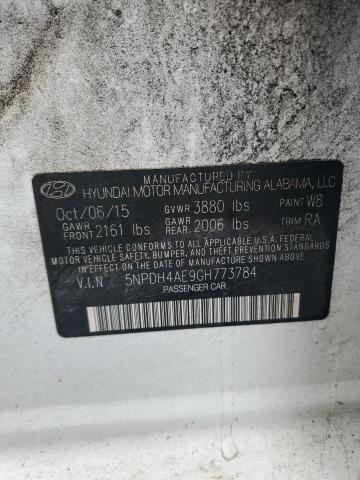 MANUFACTURED BY
HYUNDAI MOTOR MANUFACTURING ALABAMA, LLC
Oct/06/15 GVWR 3880 lbs PAINT W8
GAWR FRONT 2161 lbs GAWR REAR. 2006 lbs TRIM RA
THIS VEHICLE CONFORMS TO ALL APPLICABLE U.S.A. FEDERAL
MOTOR VEHICLE SAFETY, BUMPER, AND THEFT PREVENTION STANDARDS
IN EFFECT ON THE DATE OF MANUFACTURE SHOWN ABOVE.
V.I.N 5NPDH4AE9GH773784
PASSENGER CAR